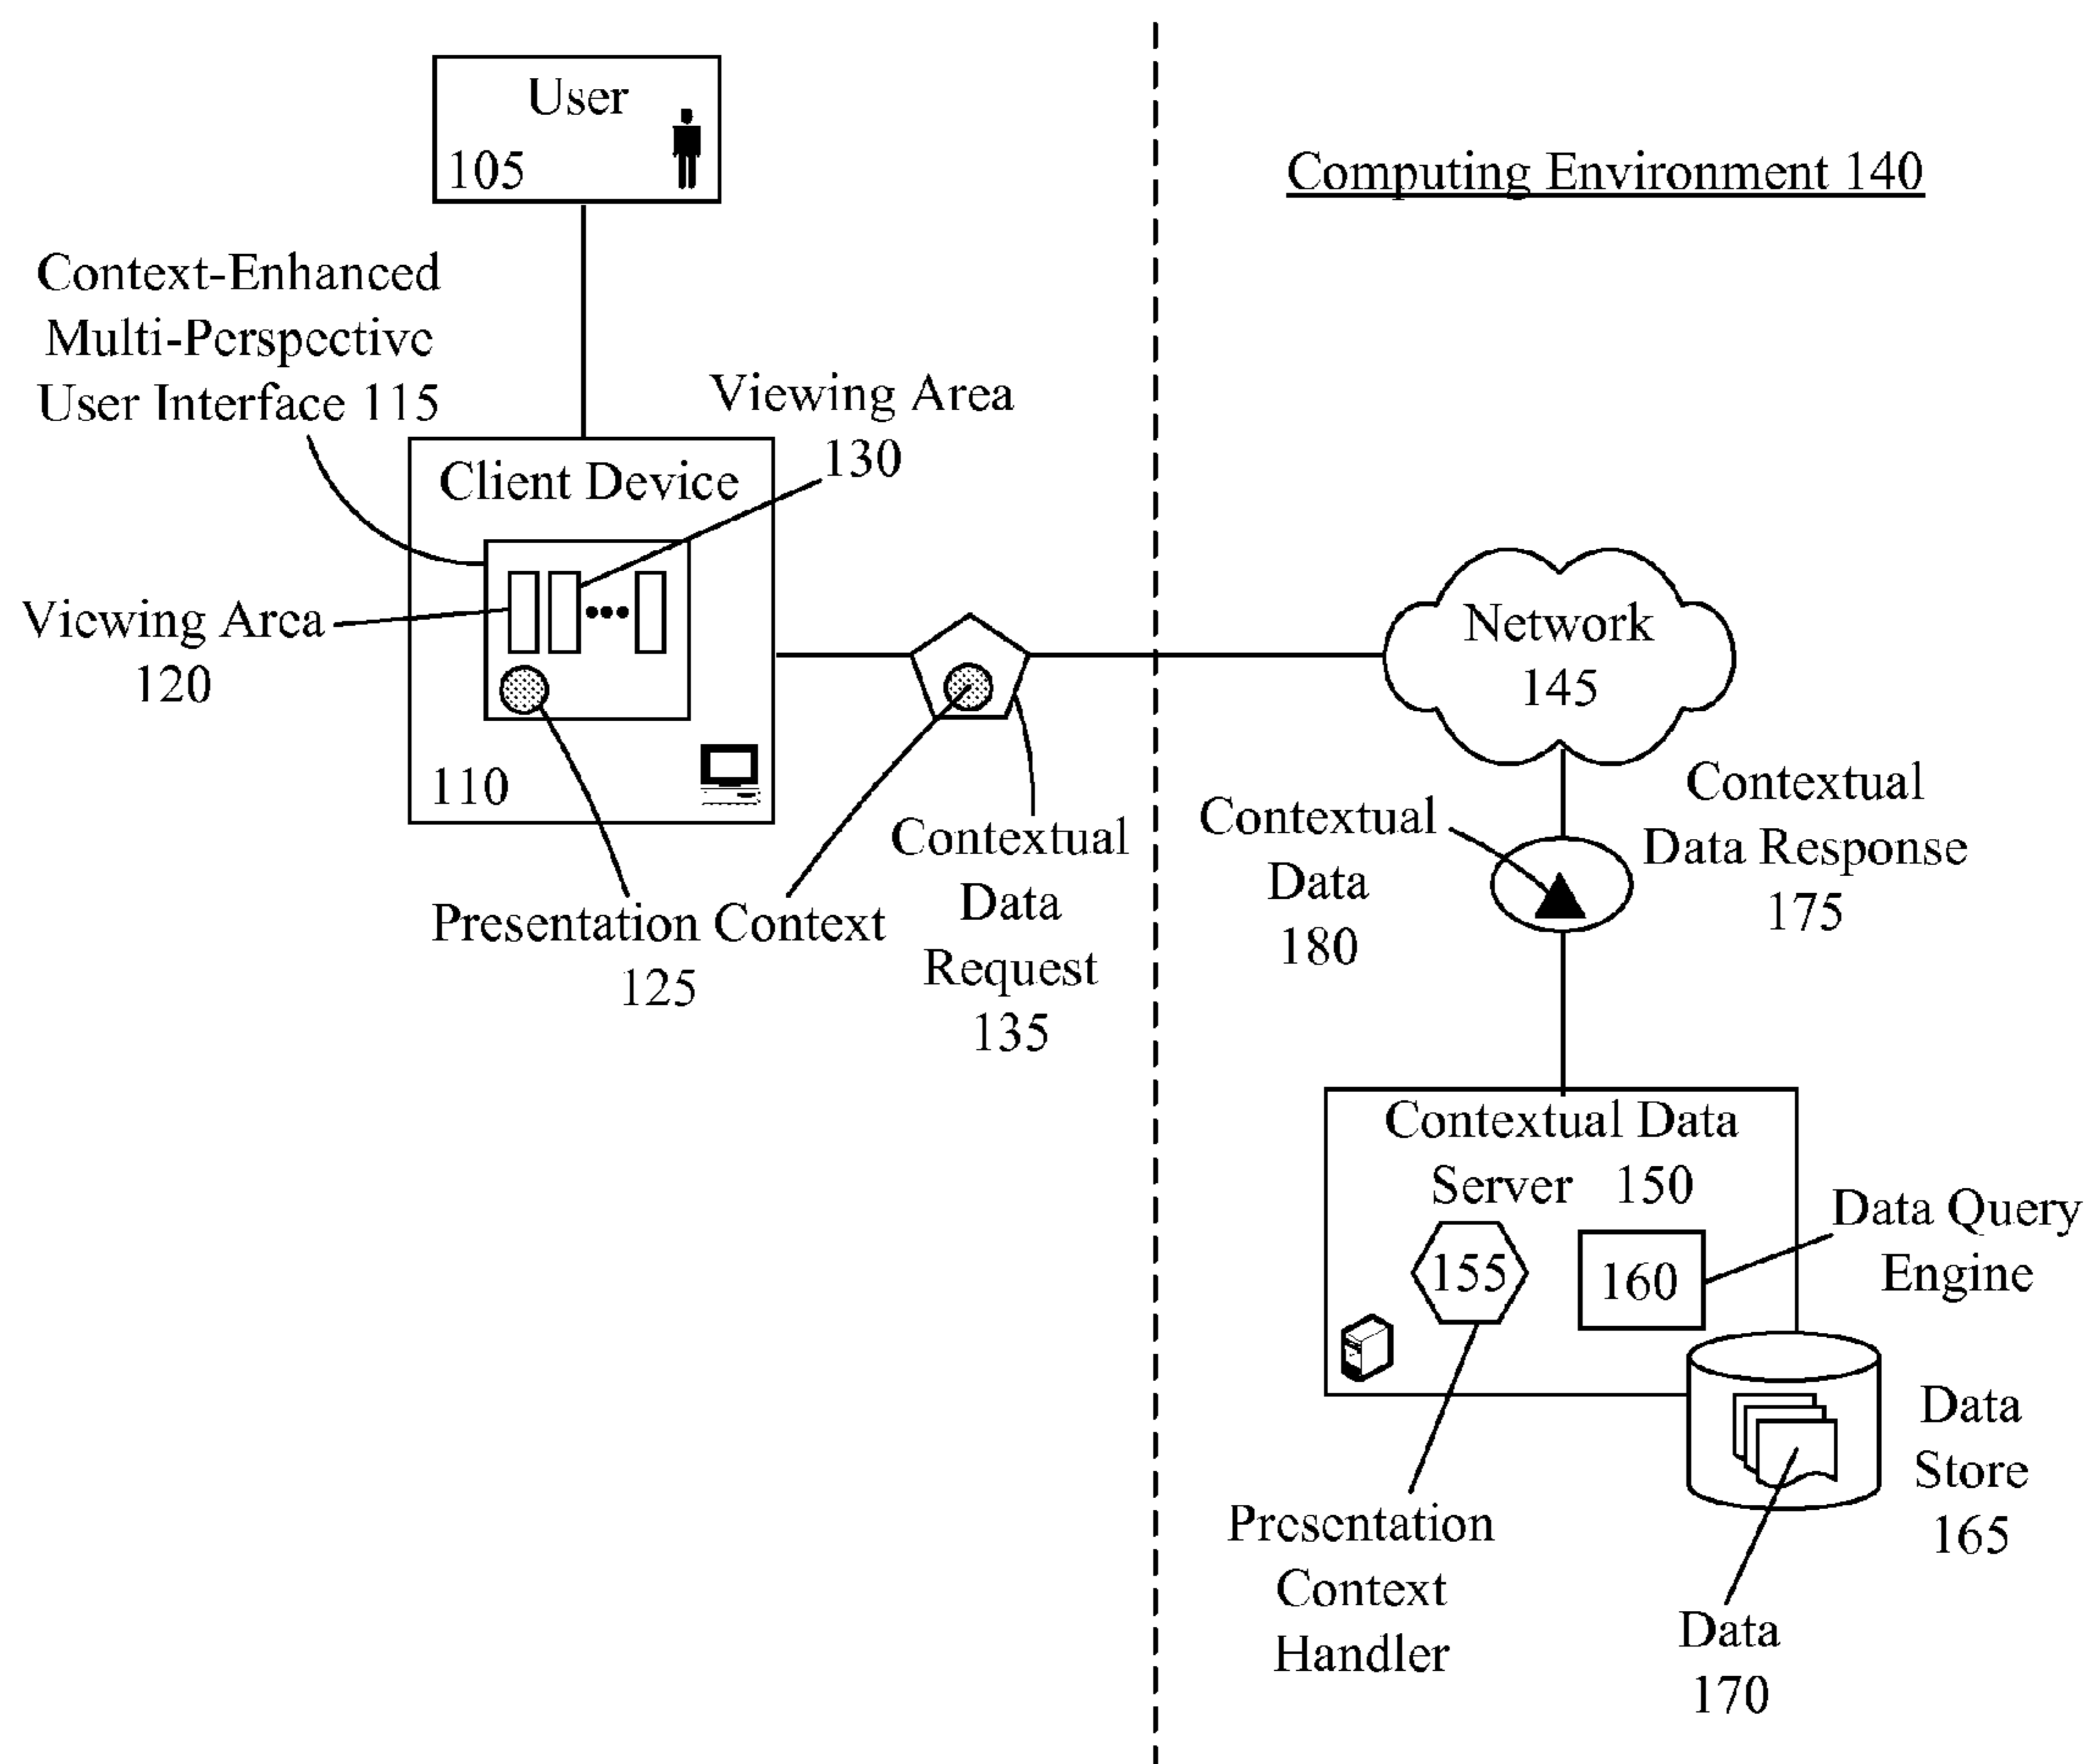 User
105
Computing Environment 140
Context-Enhanced
Multi-Perspective
User Interface 115
Viewing Area
130
Client Device
Viewing Area
120
110
Presentation Context
125
Contextual
Data
Request
135
Network
145
Contextual
Data
180
Contextual
Data Response
175
Contextual Data
Server 150
155
160
Data Query
Engine
Presentation
Context
Handler
Data
Store
165
Data
170